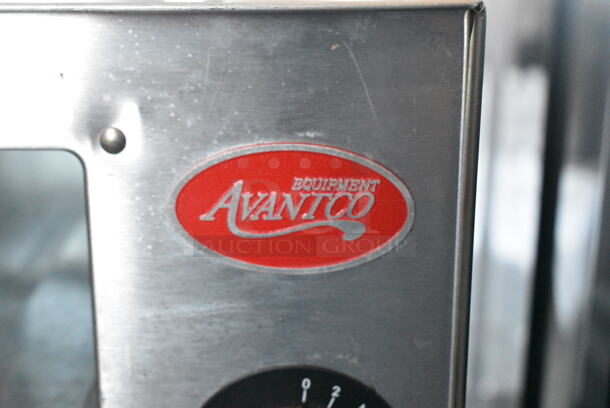 EQUIPMENT
AVANTCO
AUCTION GROUP
0 2